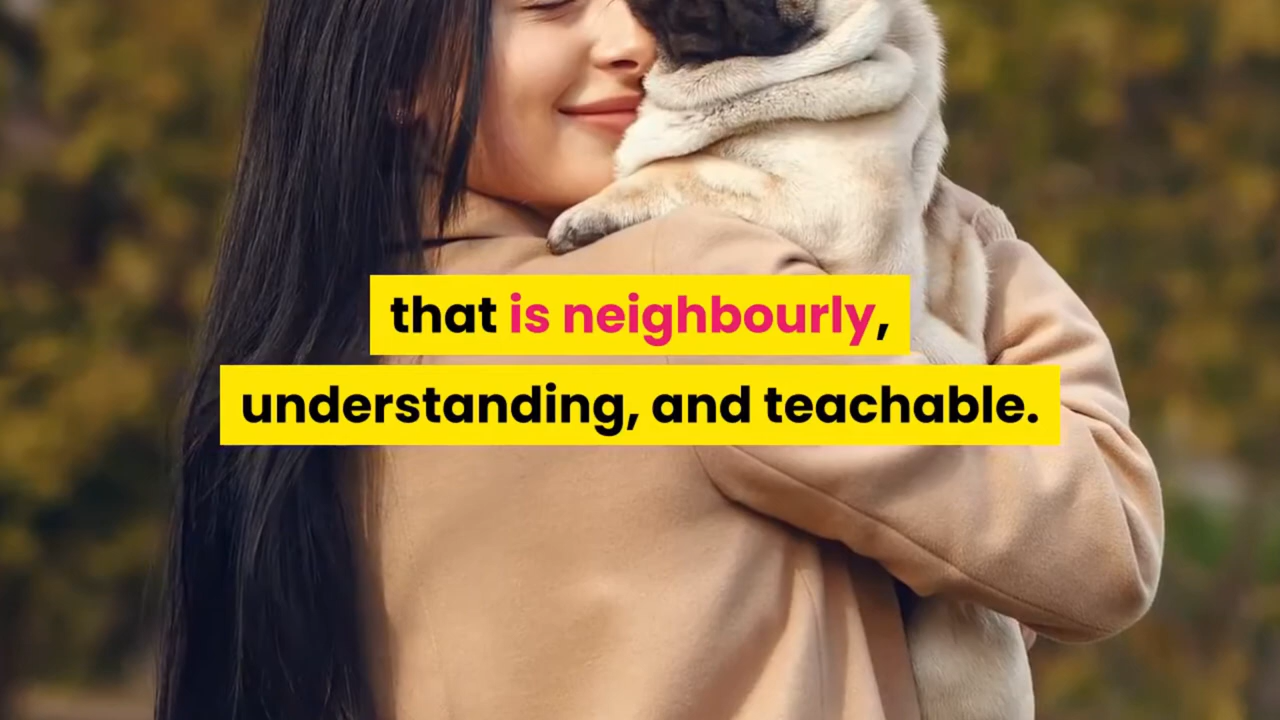 that is neighbourly,
understanding, and teachable.